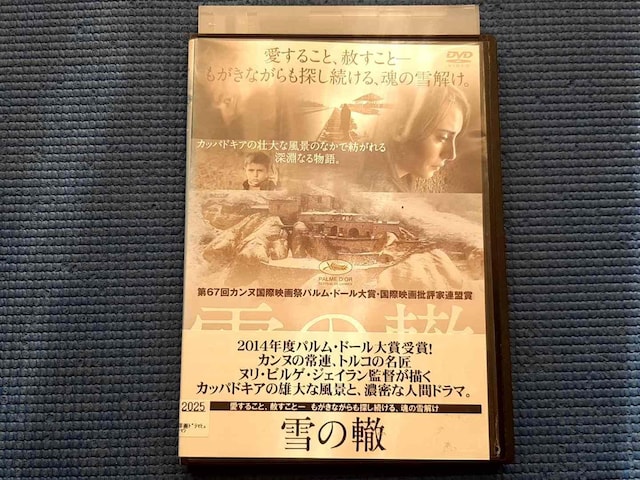 愛すること、赦すこと―
もがきながらも探し続ける、魂の雪解け。
DVD
カッパドキアの壮大な風景のなかで紡がれる
深淵なる物語。
PALME D'OR
第67回カンヌ国際映画祭パルム・ドール大賞・国際映画批評家連盟賞
雪の轍
2014年度パルム・ドール大賞受賞!
カンヌの常連、トルコの名匠
ヌリ・ビルゲ・ジェイラン監督が描く
カッパドキアの雄大な風景と、濃密な人間ドラマ。
2025
愛すること、赦すこと― もがきながらも探し続ける、魂の雪解け
雪の轍